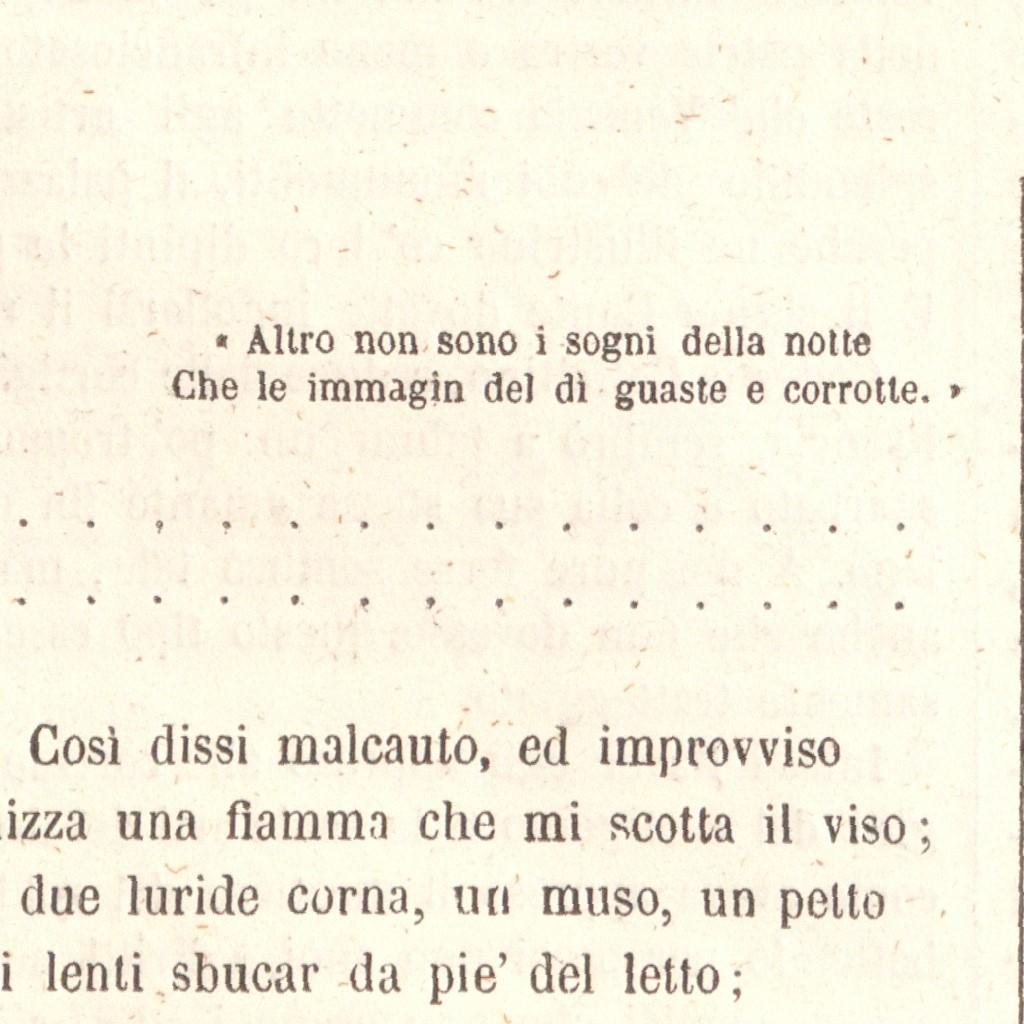 « Altro non sono i sogni della notte
Che le immagin del dì guaste e corrotte. »
. . . . . . . . . . . . . .
. . . . . . . . . . . . . .
Così dissi malcauto, ed improvviso
izza una fiamma che mi scotta il viso;
due luride corna, un muso, un petto
i lenti sbucar da pie' del letto;